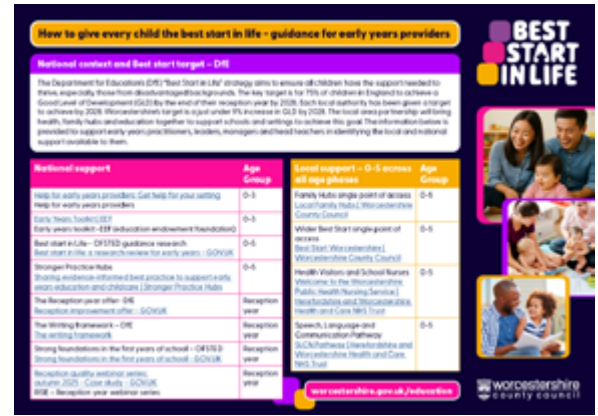 How to give every child the best start in life - guidance for early years providers
BEST
START
IN LIFE
National context and Best start target - DfE
The Department for Education's (DfE) "Best Start in Life" strategy aims to ensure all children have the support needed to
thrive, especially those from disadvantaged backgrounds. The key target is for 75% of children in England to achieve a
Good Level of Development (GLD) by the end of their reception year by 2028. Each local authority has been given a target
to achieve by 2028. Worcestershire's target is a just under 9% increase in GLD by 2028. The local area partnership will bring
health, family hubs and education together to support schools and settings to achieve this goal. The information below is
provided to support early years practitioners, leaders, managers and head teachers in identifying the local and national
support available to them.
National support
Age
Group
Help for early years providers: Get help for your setting
Help for early years providers
0-5
Early Years Toolkit | EEF
Early years toolkit -EEF (education endowment foundation)
0-5
Best start in Life - OFSTED guidance research
Best start in life: a research review for early years - GOV.UK
0-5
Stronger Practice Hubs
Sharing evidence-informed best practice to support early
years education and childcare | Stronger Practice Hubs
0-5
The Reception year offer- DfE
Reception improvement offer - GOV.UK
Reception
year
The Writing framework - DfE
The writing framework
Reception
year
Strong foundations in the first years of school - OFSTED
Strong foundations in the first years of school - GOV.UK
Reception
year
Reception quality webinar series:
autumn 2025 - Case study - GOV.UK
RISE - Reception year webinar series
Reception
year
Local support - 0-5 across
all age phases
Age
Group
Family Hubs single point of access
Local Family Hubs | Worcestershire
County Council
0-5
Wider Best Start single point of
access
Best Start Worcestershire |
Worcestershire County Council
0-5
Health Visitors and School Nurses
Welcome to the Worcestershire
Public Health Nursing Service |
Herefordshire and Worcestershire
Health and Care NHS Trust
0-5
Speech, Language and
Communication Pathway
SLCN Pathway | Herefordshire and
Worcestershire Health and Care
NHS Trust
0-5
worcestershire.gov.uk/education
worcestershire
county council